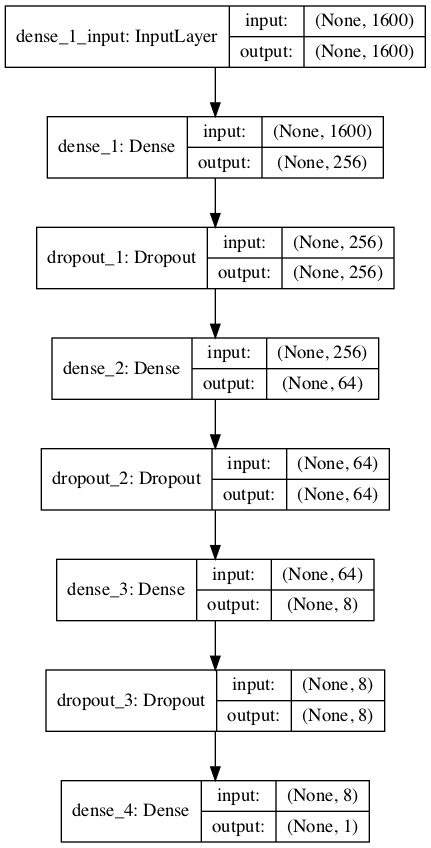 dense_1_input: InputLayer input: (None, 1600)
output: (None, 1600)
dense_1: Dense input: (None, 1600)
output: (None, 256)
dropout_1: Dropout input: (None, 256)
output: (None, 256)
dense_2: Dense input: (None, 256)
output: (None, 64)
dropout_2: Dropout input: (None, 64)
output: (None, 64)
dense_3: Dense input: (None, 64)
output: (None, 8)
dropout_3: Dropout input: (None, 8)
output: (None, 8)
dense_4: Dense input: (None, 8)
output: (None, 1)